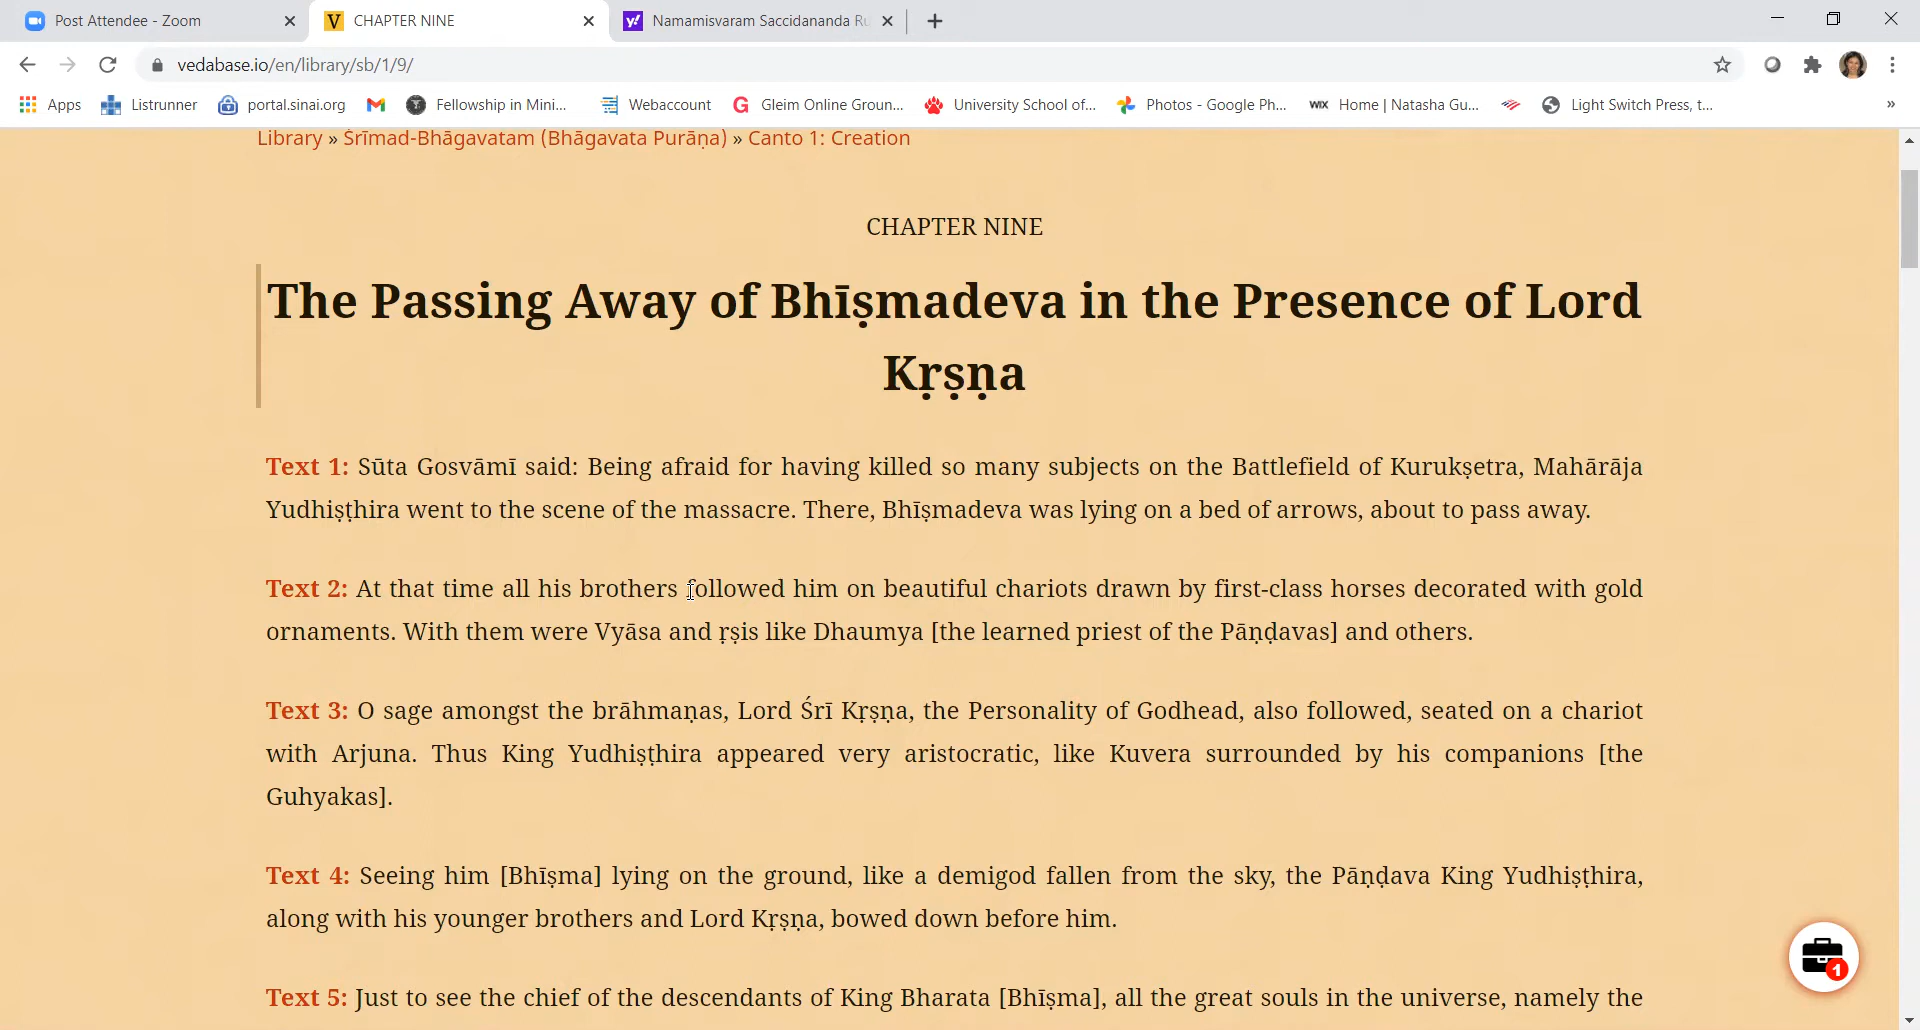 Post Attendee - Zoom
CHAPTER NINE
Namamisvaram Saccidananda Ru
vedabase.io/en/library/sb/1/9/
Apps
Listrunner
portal.sinai.org
Fellowship in Mini...
Webaccount
Gleim Online Groun...
University School of...
Photos - Google Ph...
WIX Home | Natasha Gu...
Light Switch Press, t...
»
Library » Śrīmad-Bhāgavatam (Bhāgavata Purāṇa) » Canto 1: Creation
CHAPTER NINE
The Passing Away of Bhīṣmadeva in the Presence of Lord
Kṛṣṇa
Text 1: Sūta Gosvāmī said: Being afraid for having killed so many subjects on the Battlefield of Kurukṣetra, Mahārāja
Yudhiṣṭhira went to the scene of the massacre. There, Bhīṣmadeva was lying on a bed of arrows, about to pass away.
Text 2: At that time all his brothers followed him on beautiful chariots drawn by first-class horses decorated with gold
ornaments. With them were Vyāsa and ṛṣis like Dhaumya [the learned priest of the Pāṇḍavas] and others.
Text 3: O sage amongst the brāhmaṇas, Lord Śrī Kṛṣṇa, the Personality of Godhead, also followed, seated on a chariot
with Arjuna. Thus King Yudhiṣṭhira appeared very aristocratic, like Kuvera surrounded by his companions [the
Guhyakas].
Text 4: Seeing him [Bhīṣma] lying on the ground, like a demigod fallen from the sky, the Pāṇḍava King Yudhiṣṭhira,
along with his younger brothers and Lord Kṛṣṇa, bowed down before him.
1
Text 5: Just to see the chief of the descendants of King Bharata [Bhīṣma], all the great souls in the universe, namely the